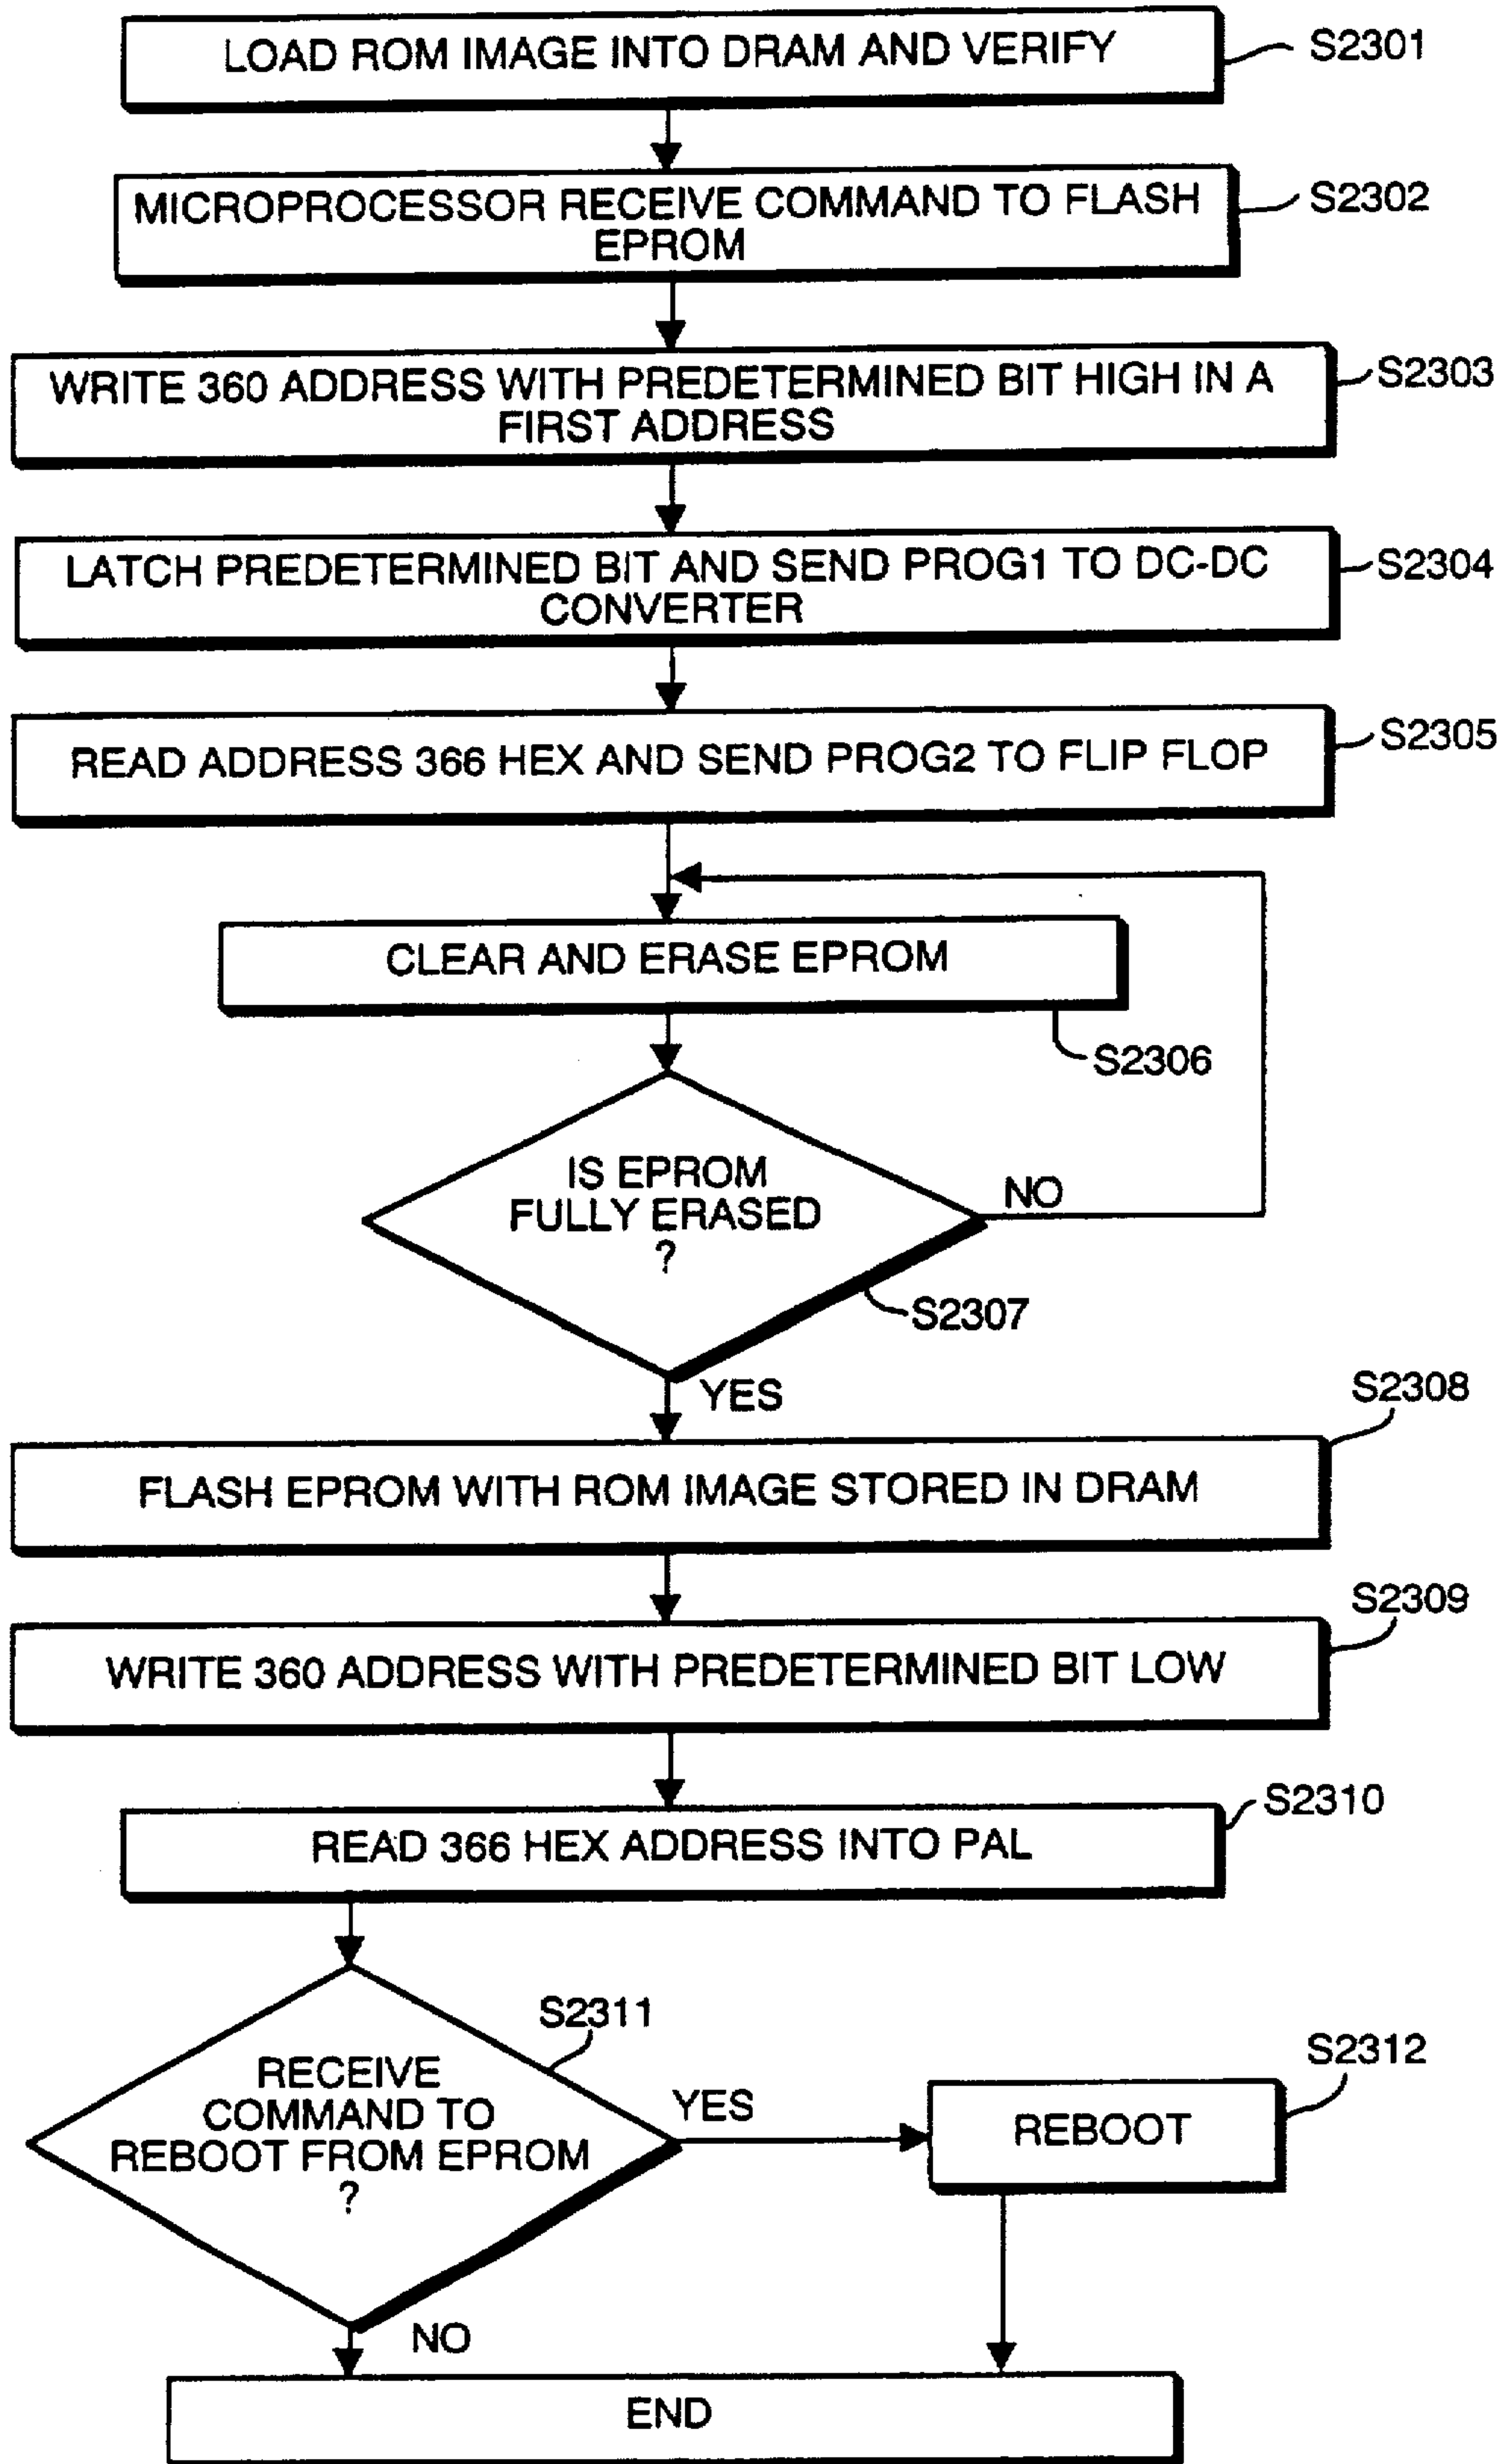 LOAD ROM IMAGE INTO DRAM AND VERIFY
S2301
MICROPROCESSOR RECEIVE COMMAND TO FLASH
EPROM
S2302
WRITE 360 ADDRESS WITH PREDETERMINED BIT HIGH IN A
FIRST ADDRESS
S2303
LATCH PREDETERMINED BIT AND SEND PROG1 TO DC-DC
CONVERTER
S2304
READ ADDRESS 366 HEX AND SEND PROG2 TO FLIP FLOP
S2305
CLEAR AND ERASE EPROM
S2306
IS EPROM
FULLY ERASED
?
NO
S2307
YES
S2308
FLASH EPROM WITH ROM IMAGE STORED IN DRAM
S2309
WRITE 360 ADDRESS WITH PREDETERMINED BIT LOW
S2310
READ 366 HEX ADDRESS INTO PAL
S2311
RECEIVE
COMMAND TO
REBOOT FROM EPROM
?
YES
S2312
REBOOT
NO
END